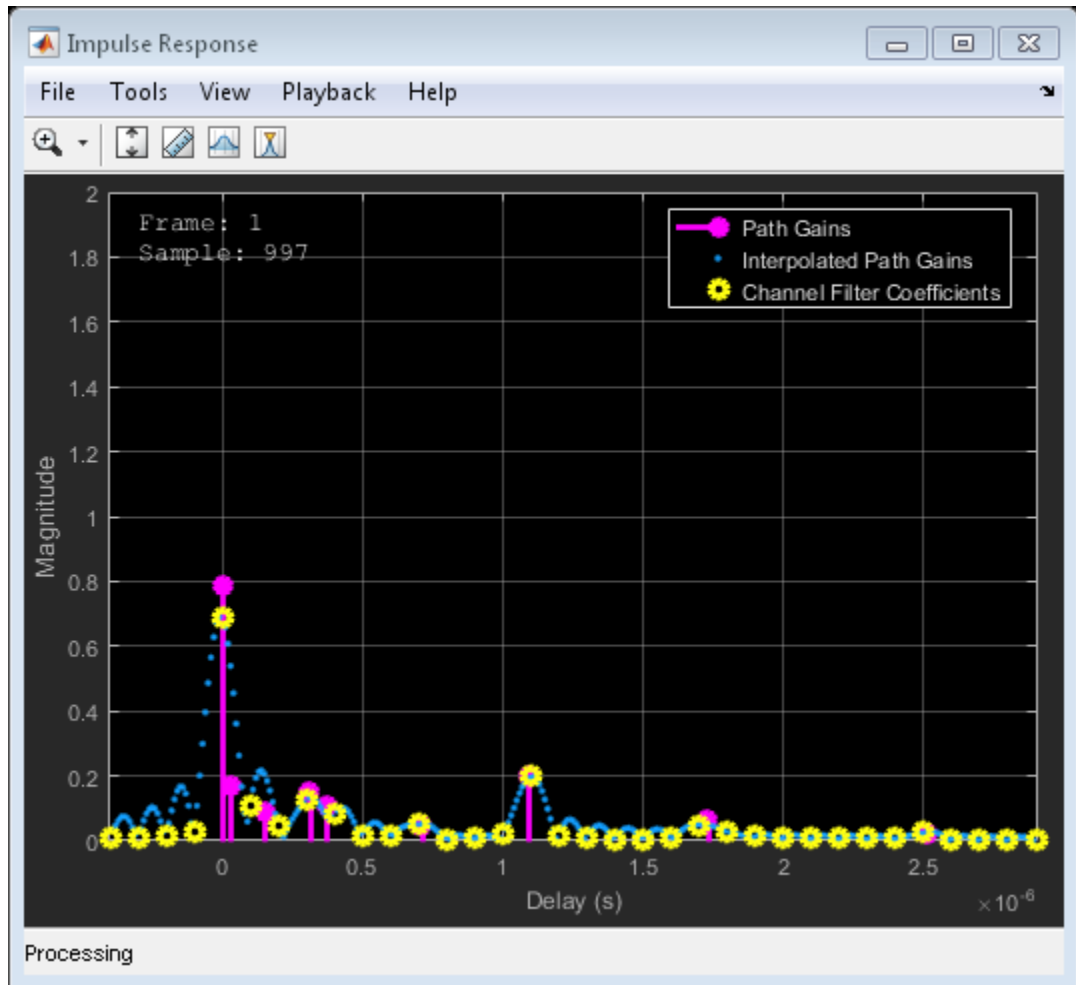 Impulse Response
File Tools View Playback Help
Frame: 1
Sample: 997
Path Gains
Interpolated Path Gains
Channel Filter Coefficients
2
1.8
1.6
1.4
1.2
1
0.8
0.6
0.4
0.2
0
Magnitude
0 0.5 1 1.5 2 2.5
Delay (s)
×10⁻⁶
Processing